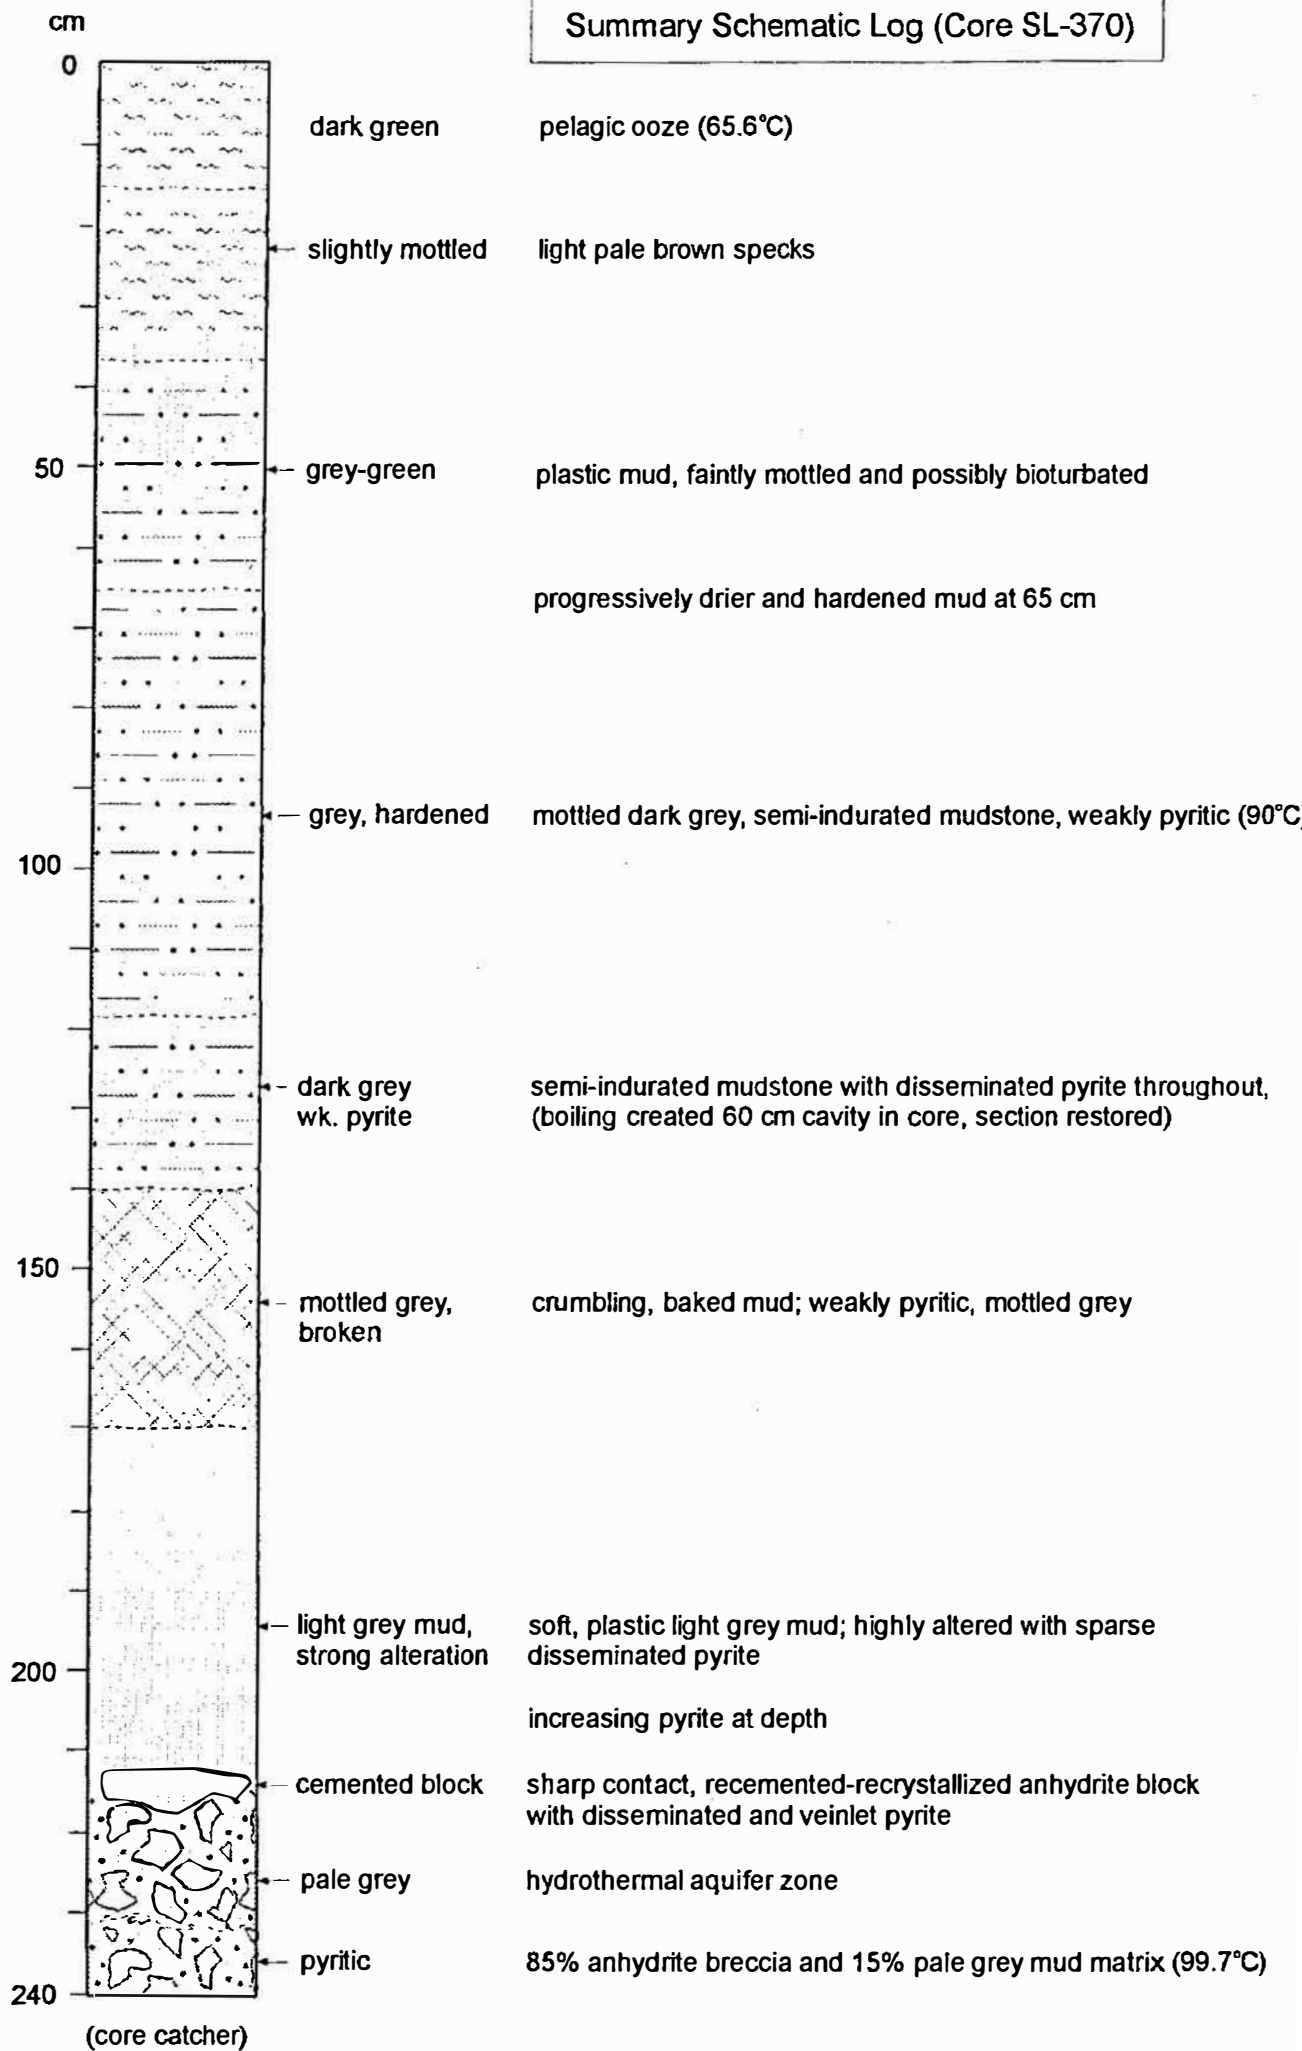 cm
Summary Schematic Log (Core SL-370)
0
dark green pelagic ooze (65.6°C)
slightly mottled light pale brown specks
50
grey-green plastic mud, faintly mottled and possibly bioturbated
progressively drier and hardened mud at 65 cm
grey, hardened mottled dark grey, semi-indurated mudstone, weakly pyritic (90°C)
100
dark grey semi-indurated mudstone with disseminated pyrite throughout,
wk. pyrite (boiling created 60 cm cavity in core, section restored)
150
mottled grey, crumbling, baked mud; weakly pyritic, mottled grey
broken
light grey mud, soft, plastic light grey mud; highly altered with sparse
strong alteration disseminated pyrite
200
increasing pyrite at depth
cemented block sharp contact, recemented-recrystallized anhydrite block
with disseminated and veinlet pyrite
pale grey hydrothermal aquifer zone
pyritic 85% anhydrite breccia and 15% pale grey mud matrix (99.7°C)
240
(core catcher)